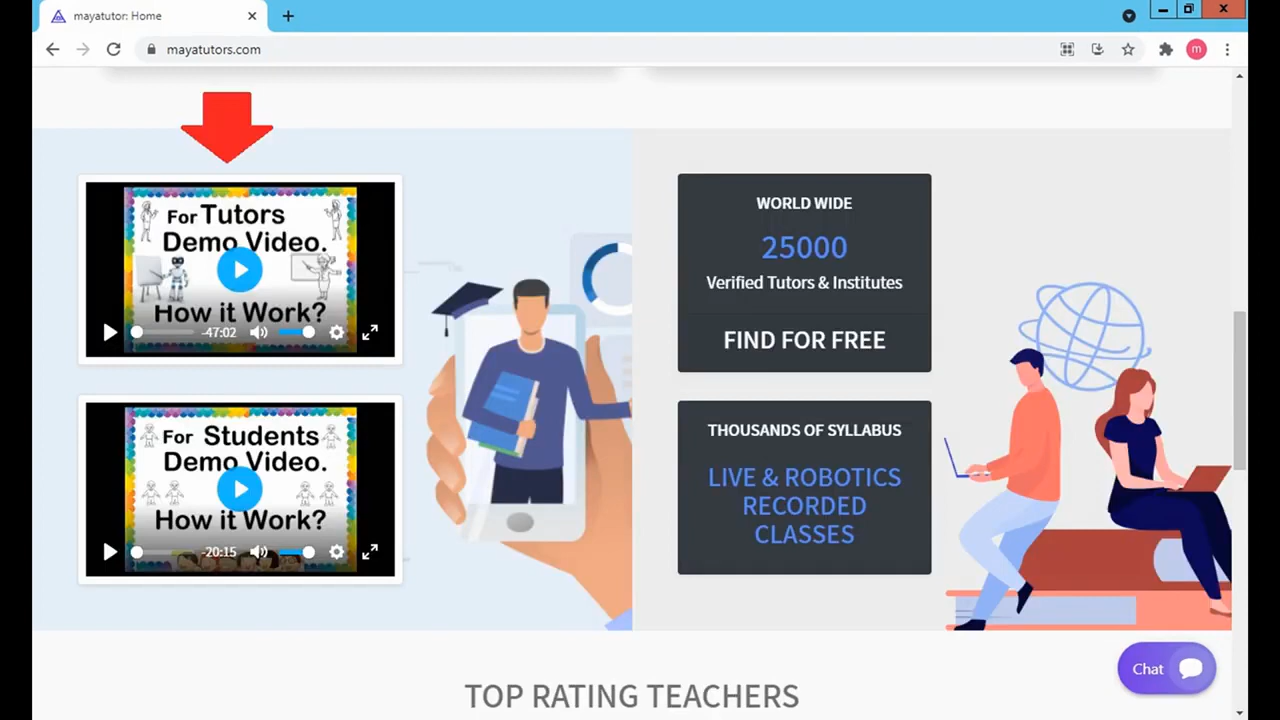 mayatutor: Home
mayatutors.com
m
For Tutors
Demo Video.
How it Work?
-47:02
For Students
Demo Video.
How it Work?
-20:15
WORLD WIDE
25000
Verified Tutors & Institutes
FIND FOR FREE
THOUSANDS OF SYLLABUS
LIVE & ROBOTICS
RECORDED
CLASSES
Chat
TOP RATING TEACHERS